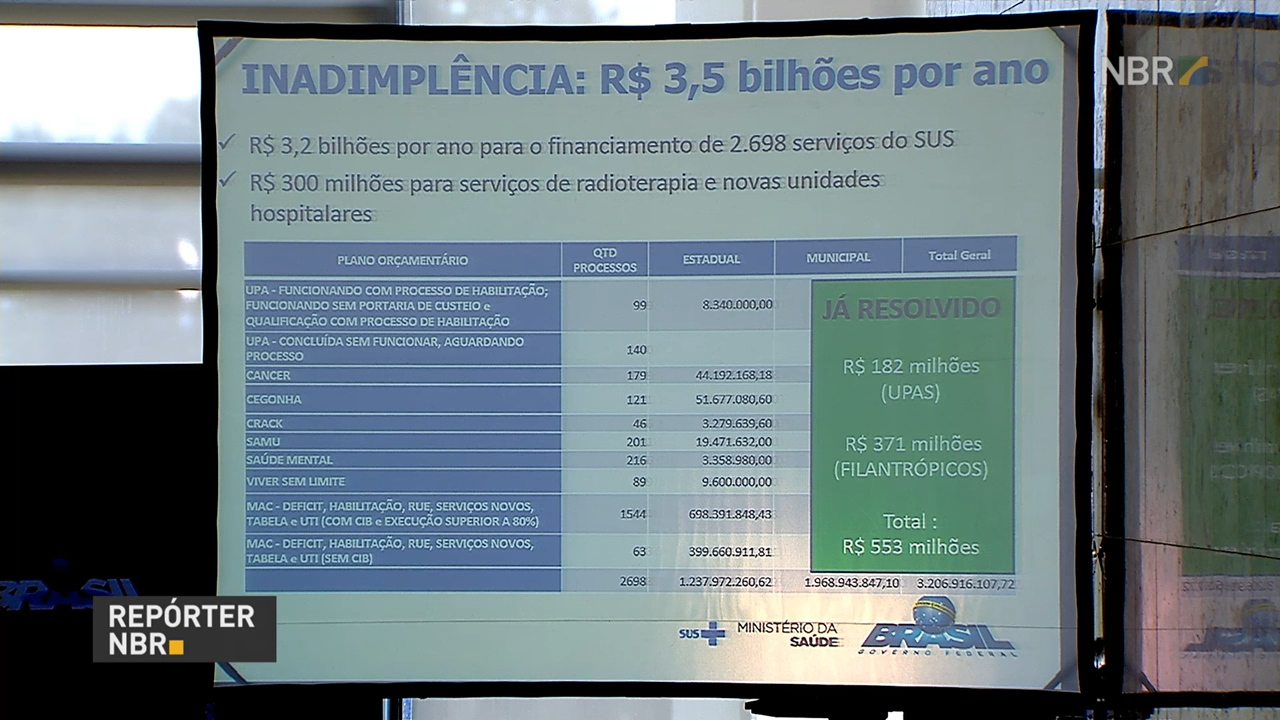 INADIMPLÊNCIA: R$ 3,5 bilhões por ano
NBR
✓ R$ 3,2 bilhões por ano para o financiamento de 2.698 serviços do SUS
✓ R$ 300 milhões para serviços de radioterapia e novas unidades
hospitalares
PLANO ORÇAMENTÁRIO QTD PROCESSOS ESTADUAL MUNICIPAL Total Geral
UPA - FUNCIONANDO COM PROCESSO DE HABILITAÇÃO;
FUNCIONANDO SEM PORTARIA DE CUSTEIO e 99 8.340.000,00
QUALIFICAÇÃO COM PROCESSO DE HABILITAÇÃO
UPA - CONCLUÍDA SEM FUNCIONAR, AGUARDANDO
PROCESSO 140
CANCER 179 44.192.168,18
CEGONHA 121 51.677.080,60
CRACK 46 3.279.639,60
SAMU 201 19.471.632,00
SAÚDE MENTAL 216 3.358.980,00
VIVER SEM LIMITE 89 9.600.000,00
MAC - DEFICIT, HABILITAÇÃO, RUE, SERVIÇOS NOVOS,
TABELA e UTI (COM CIB e EXECUÇÃO SUPERIOR A 80%) 1544 698.391.848,43
MAC - DEFICIT, HABILITAÇÃO, RUE, SERVIÇOS NOVOS,
TABELA e UTI (SEM CIB) 63 399.660.911,81
2698 1.237.972.260,62 1.968.943.847,10 3.206.916.107,72
JÁ RESOLVIDO
R$ 182 milhões
(UPAS)
R$ 371 milhões
(FILANTRÓPICOS)
Total :
R$ 553 milhões
SUS
MINISTÉRIO DA
SAÚDE
BRASIL
GOVERNO FEDERAL
BRASIL
REPÓRTER
NBR